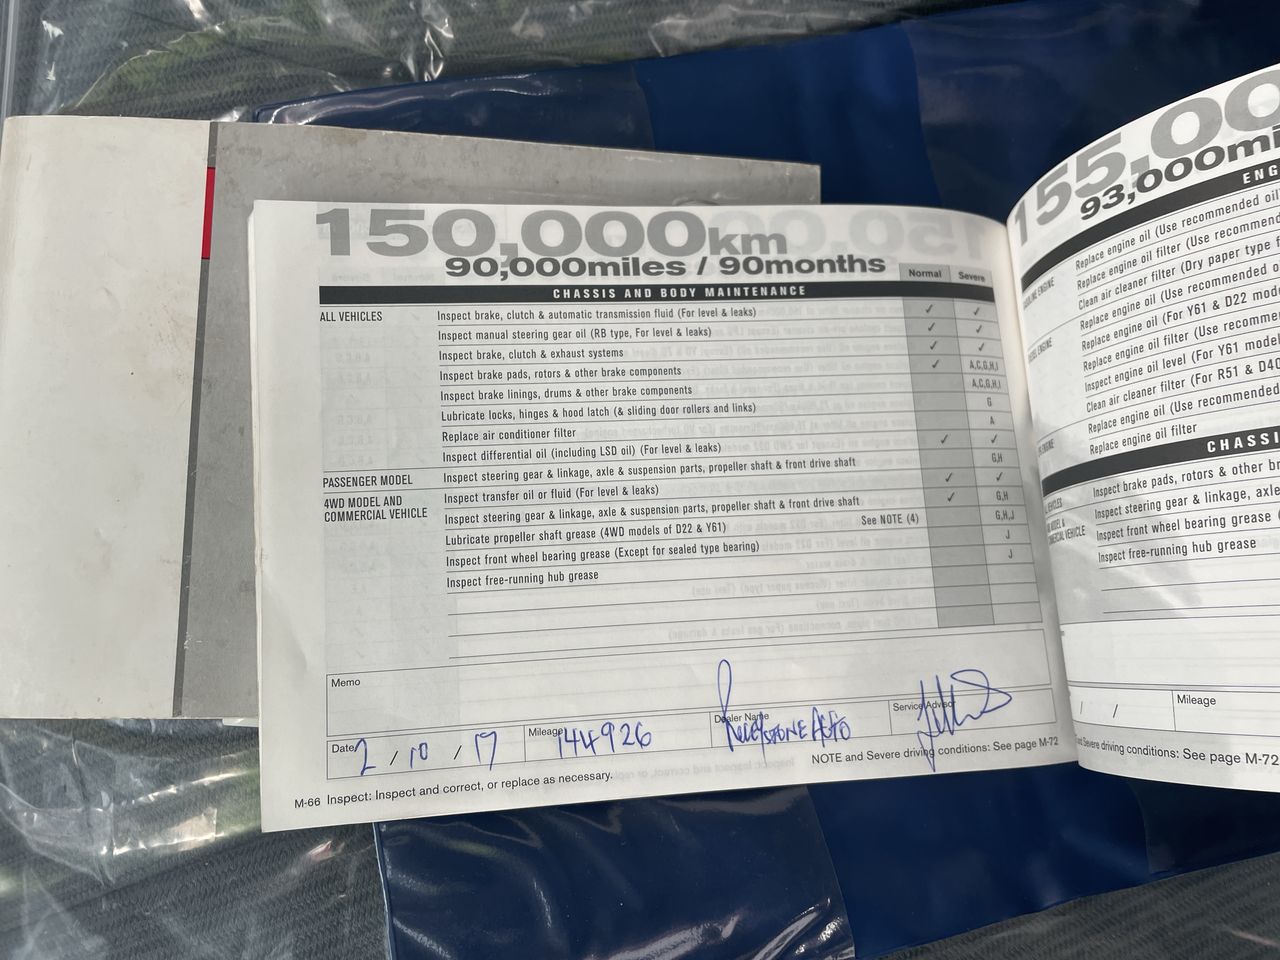 150,000km
90,000miles / 90months
Normal Severe
CHASSIS AND BODY MAINTENANCE
ALL VEHICLES Inspect brake, clutch & automatic transmission fluid (For level & leaks) ✓ ✓
Inspect manual steering gear oil (RB type, For level & leaks) ✓ ✓
Inspect brake, clutch & exhaust systems ✓ ✓
Inspect brake pads, rotors & other brake components ✓ A,C,G,H,I
Inspect brake linings, drums & other brake components A,C,G,H,I
Lubricate locks, hinges & hood latch (& sliding door rollers and links) G
Replace air conditioner filter A
Inspect differential oil (including LSD oil) (For level & leaks) ✓ ✓
PASSENGER MODEL Inspect steering gear & linkage, axle & suspension parts, propeller shaft & front drive shaft G,H
4WD MODEL AND COMMERCIAL VEHICLE Inspect transfer oil or fluid (For level & leaks) ✓ ✓
Inspect steering gear & linkage, axle & suspension parts, propeller shaft & front drive shaft ✓ G,H
Lubricate propeller shaft grease (4WD models of D22 & Y61) See NOTE (4) G,H,J
Inspect front wheel bearing grease (Except for sealed type bearing) J
Inspect free-running hub grease J
Memo
Date 2 / 10 / 17 Mileage 144926 Dealer Name Service Advisor
NOTE and Severe driving conditions: See page M-72
M-66 Inspect: Inspect and correct, or replace as necessary.
155,00
93,000mi
ENG
Replace engine oil (Use recommended oil
Replace engine oil filter (Use recommend
Clean air cleaner filter (Dry paper type f
Replace engine oil (Use recommended o
Replace engine oil (For Y61 & D22 mod
Replace engine oil filter (Use recommer
Inspect engine oil level (For Y61 model
Clean air cleaner filter (For R51 & D40
Replace engine oil (Use recommended
Replace engine oil filter
CHASSI
Inspect brake pads, rotors & other br
Inspect steering gear & linkage, axle
Inspect front wheel bearing grease (
Inspect free-running hub grease
/ / Mileage
Severe driving conditions: See page M-72